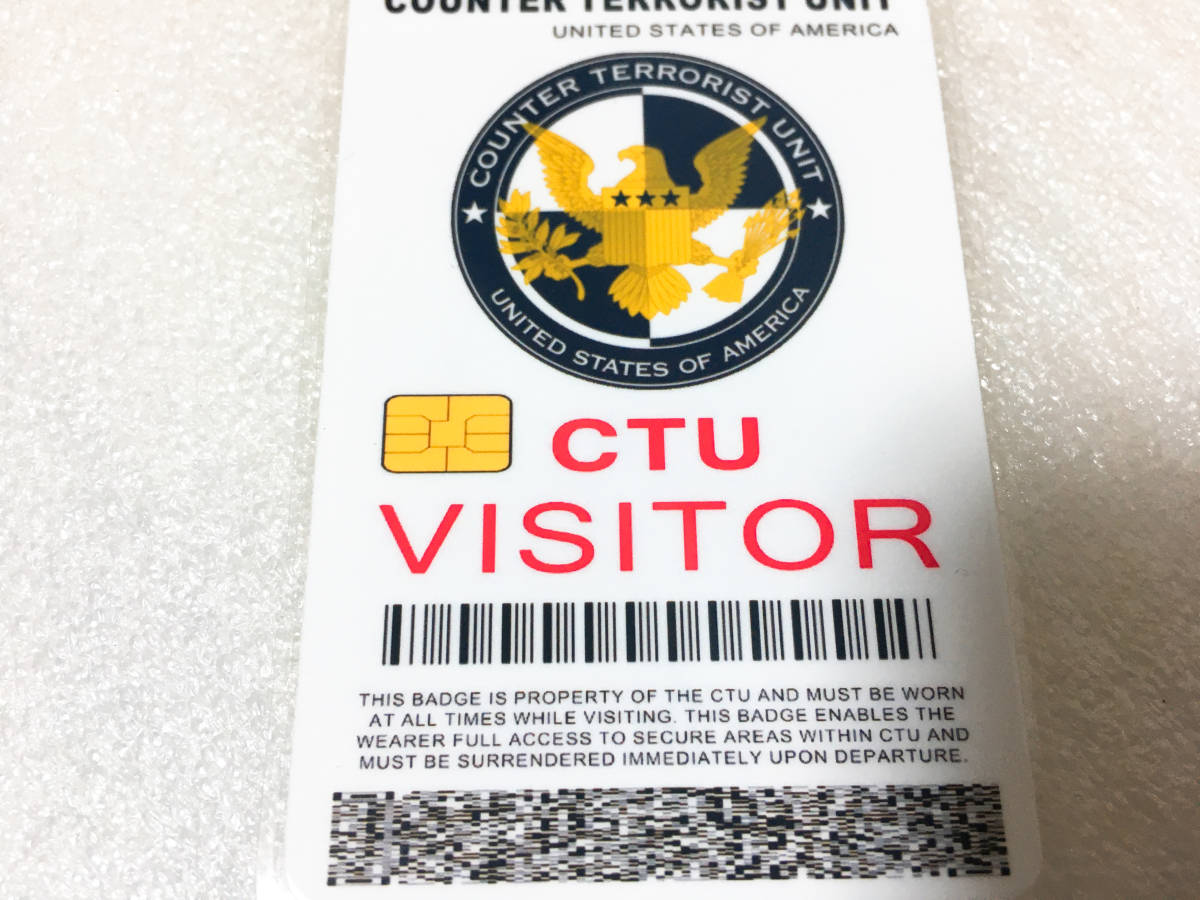 COUNTER TERRORIST UNIT
UNITED STATES OF AMERICA
COUNTER TERRORIST UNIT
UNITED STATES OF AMERICA
CTU
VISITOR
THIS BADGE IS PROPERTY OF THE CTU AND MUST BE WORN
AT ALL TIMES WHILE VISITING. THIS BADGE ENABLES THE
WEARER FULL ACCESS TO SECURE AREAS WITHIN CTU AND
MUST BE SURRENDERED IMMEDIATELY UPON DEPARTURE.